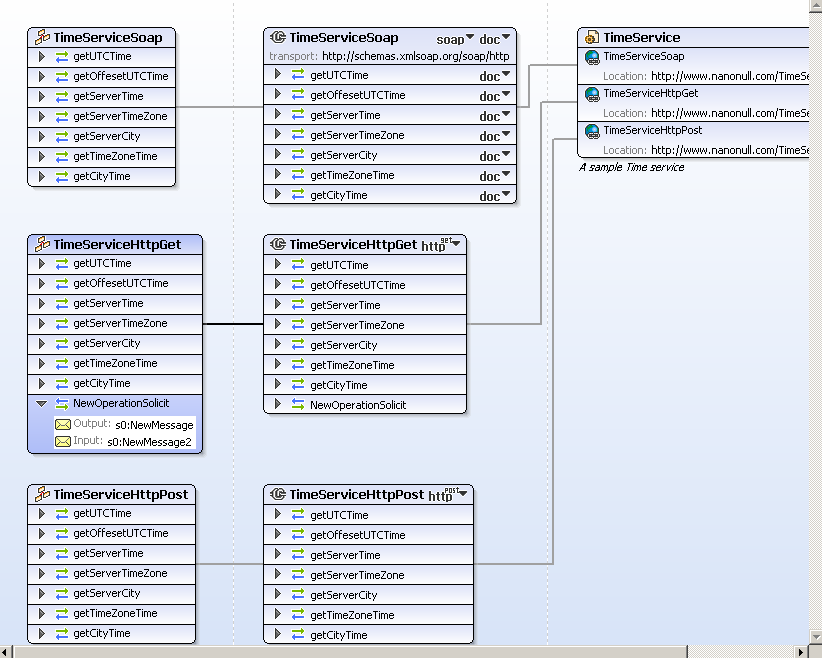 TimeServiceSoap
getUTCTime
getOffesetUTCTime
getServerTime
getServerTimeZone
getServerCity
getTimeZoneTime
getCityTime
TimeServiceSoap soap doc
transport: http://schemas.xmlsoap.org/soap/http
getUTCTime doc
getOffesetUTCTime doc
getServerTime doc
getServerTimeZone doc
getServerCity doc
getTimeZoneTime doc
getCityTime doc
TimeService
TimeServiceSoap
Location: http://www.nanonull.com/TimeSe
TimeServiceHttpGet
Location: http://www.nanonull.com/TimeSe
TimeServiceHttpPost
Location: http://www.nanonull.com/TimeSe
A sample Time service
TimeServiceHttpGet
getUTCTime
getOffesetUTCTime
getServerTime
getServerTimeZone
getServerCity
getTimeZoneTime
getCityTime
NewOperationSolicit
Output: s0:NewMessage
Input: s0:NewMessage2
TimeServiceHttpGet http get
getUTCTime
getOffesetUTCTime
getServerTime
getServerTimeZone
getServerCity
getTimeZoneTime
getCityTime
NewOperationSolicit
TimeServiceHttpPost
getUTCTime
getOffesetUTCTime
getServerTime
getServerTimeZone
getServerCity
getTimeZoneTime
getCityTime
TimeServiceHttpPost http post
getUTCTime
getOffesetUTCTime
getServerTime
getServerTimeZone
getServerCity
getTimeZoneTime
getCityTime